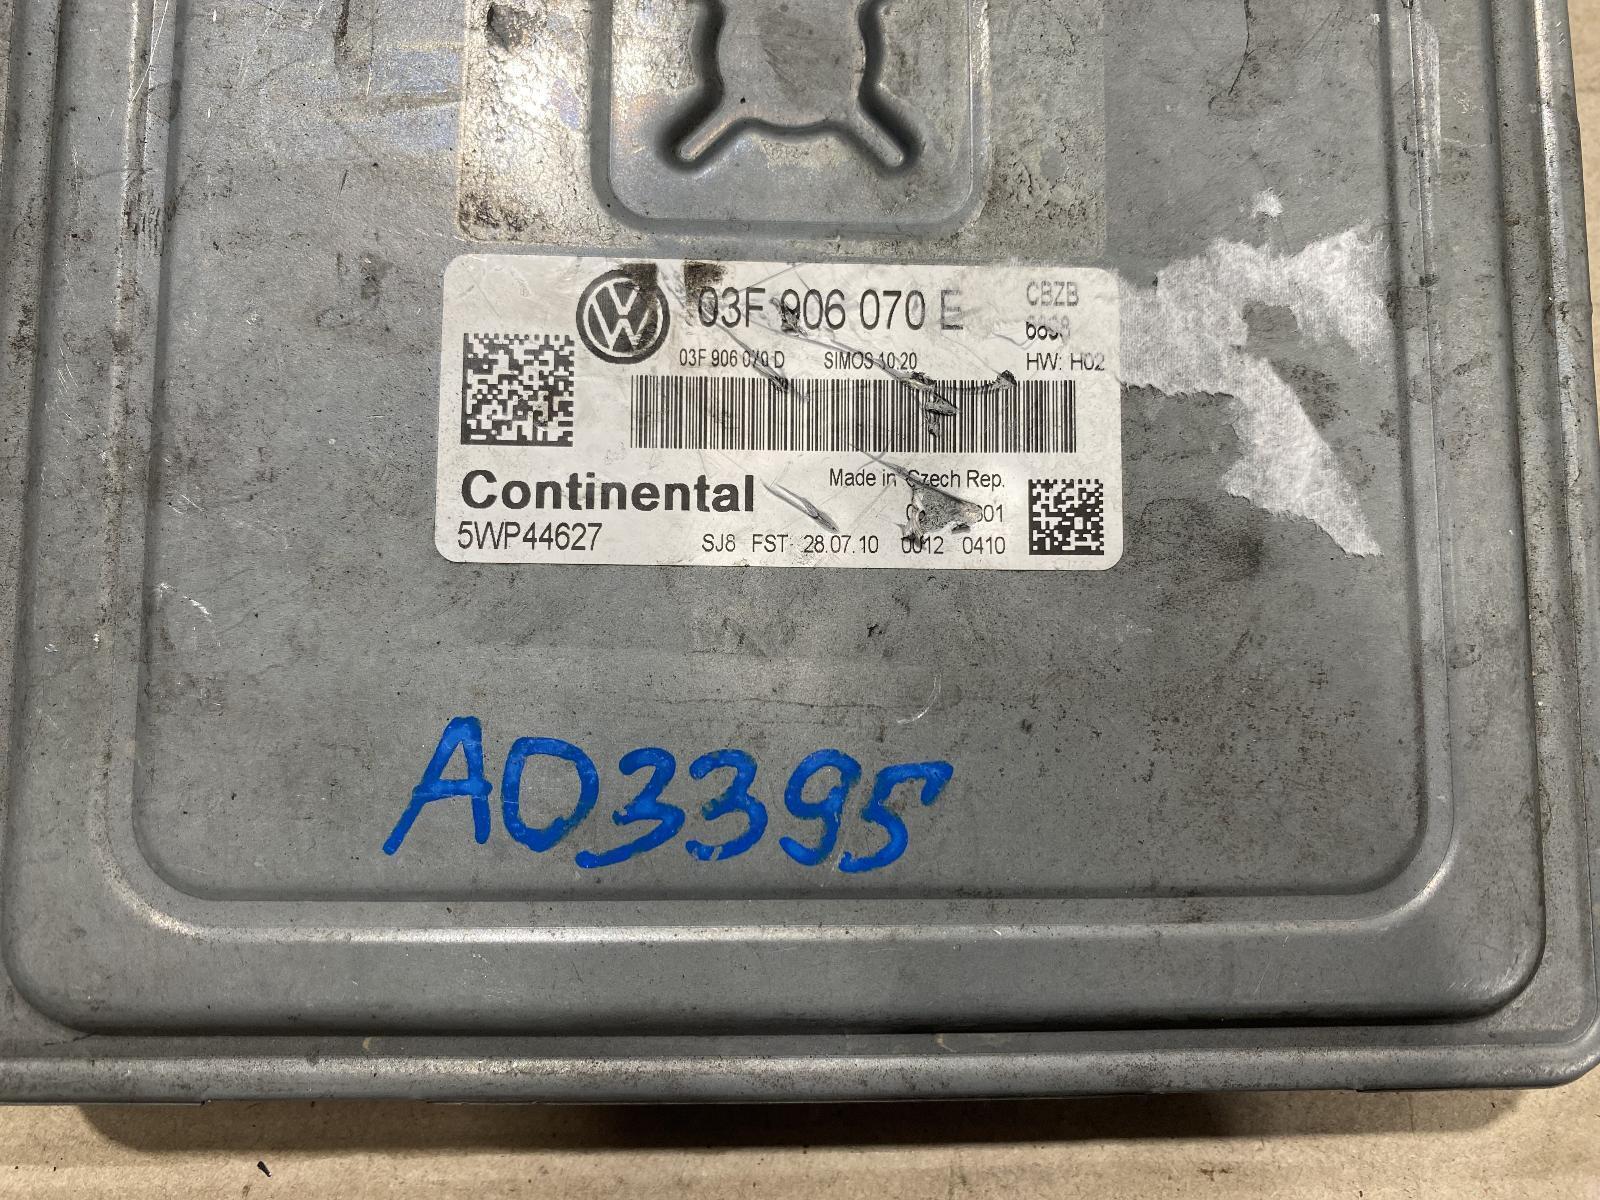 03F 906 070 E CBZB
03F 906 070 D SIMOS 10.20 HW: H02
Continental Made in Czech Rep.
5WP44627 SJ8 FST 28.07.10 0012 0410
AD3395